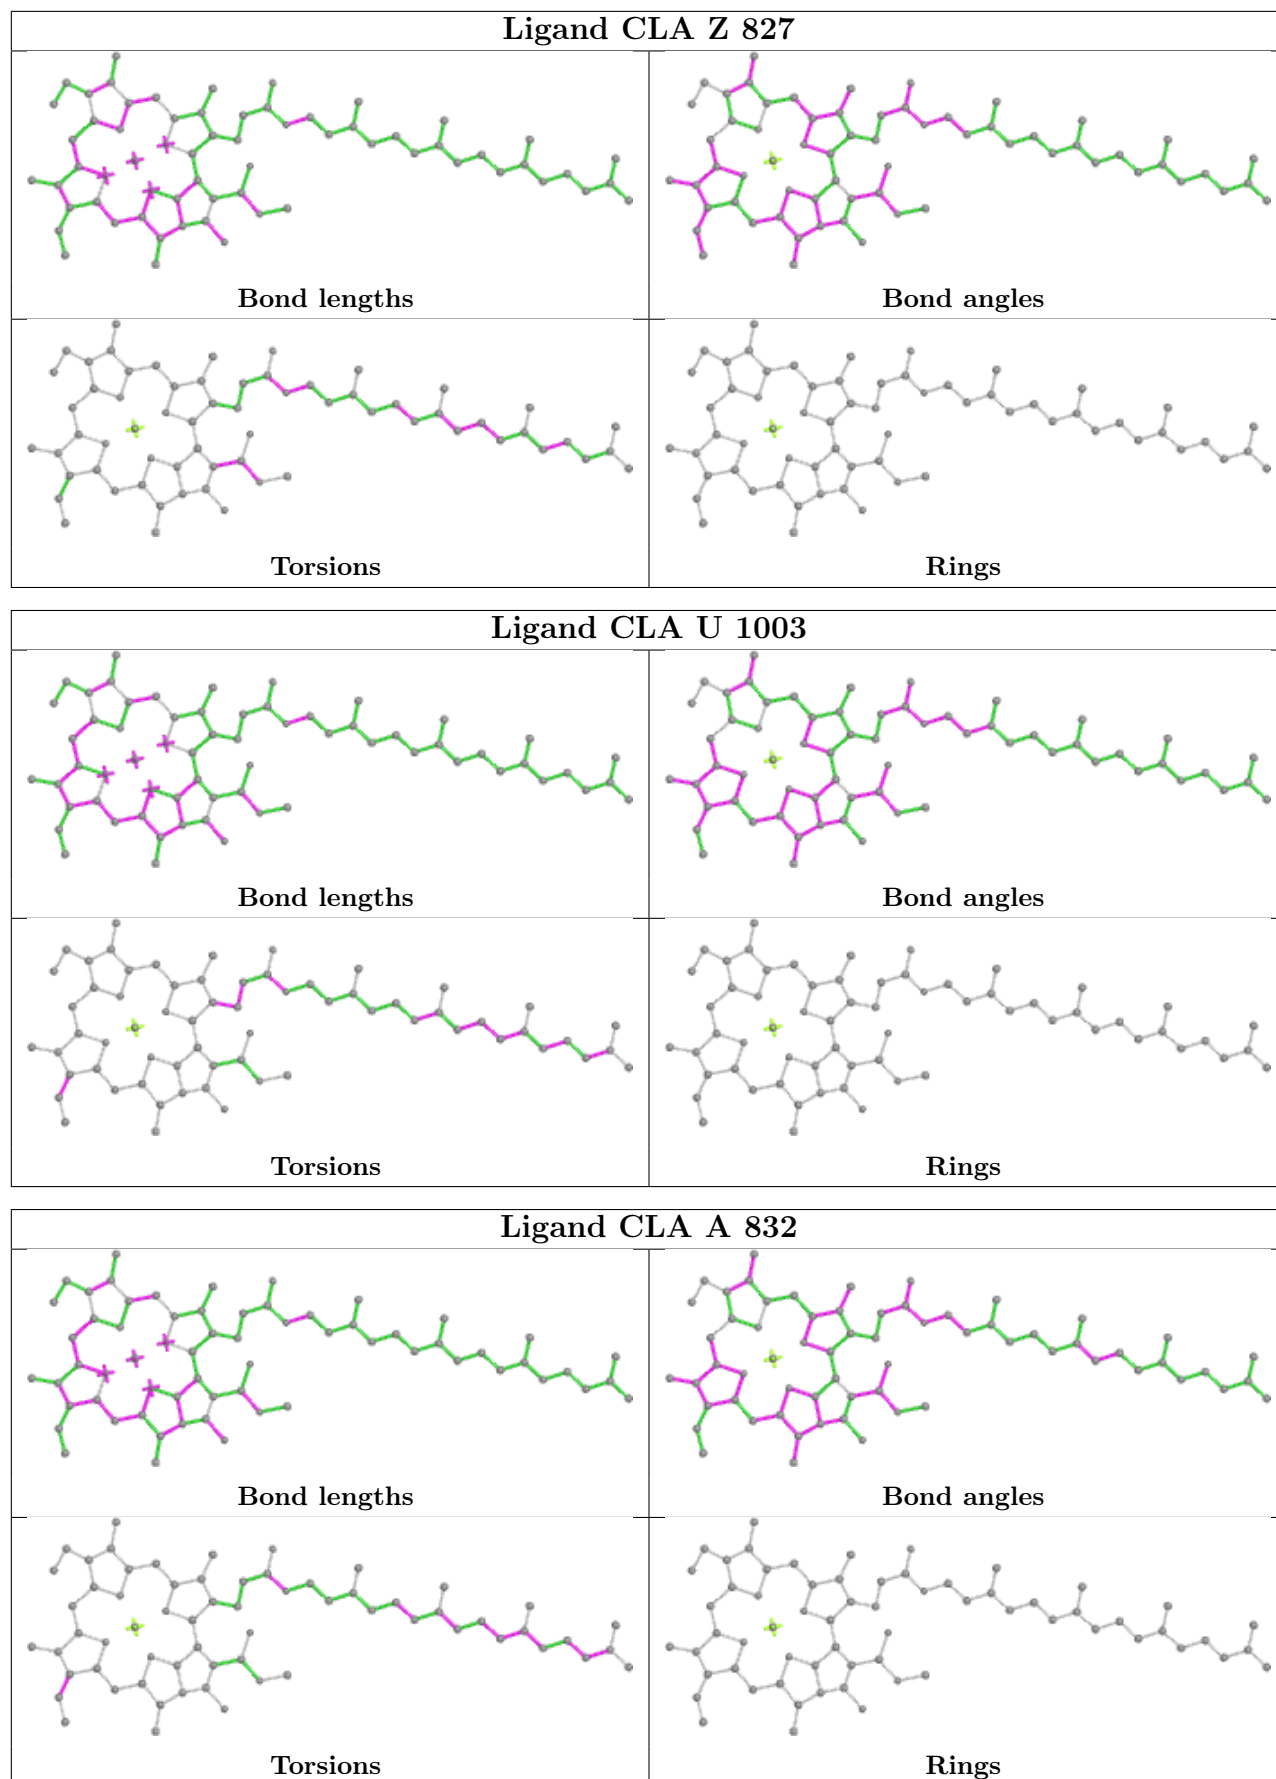 Ligand CLA Z 827
Bond lengths
Bond angles
Torsions
Rings
Ligand CLA U 1003
Bond lengths
Bond angles
Torsions
Rings
Ligand CLA A 832
Bond lengths
Bond angles
Torsions
Rings